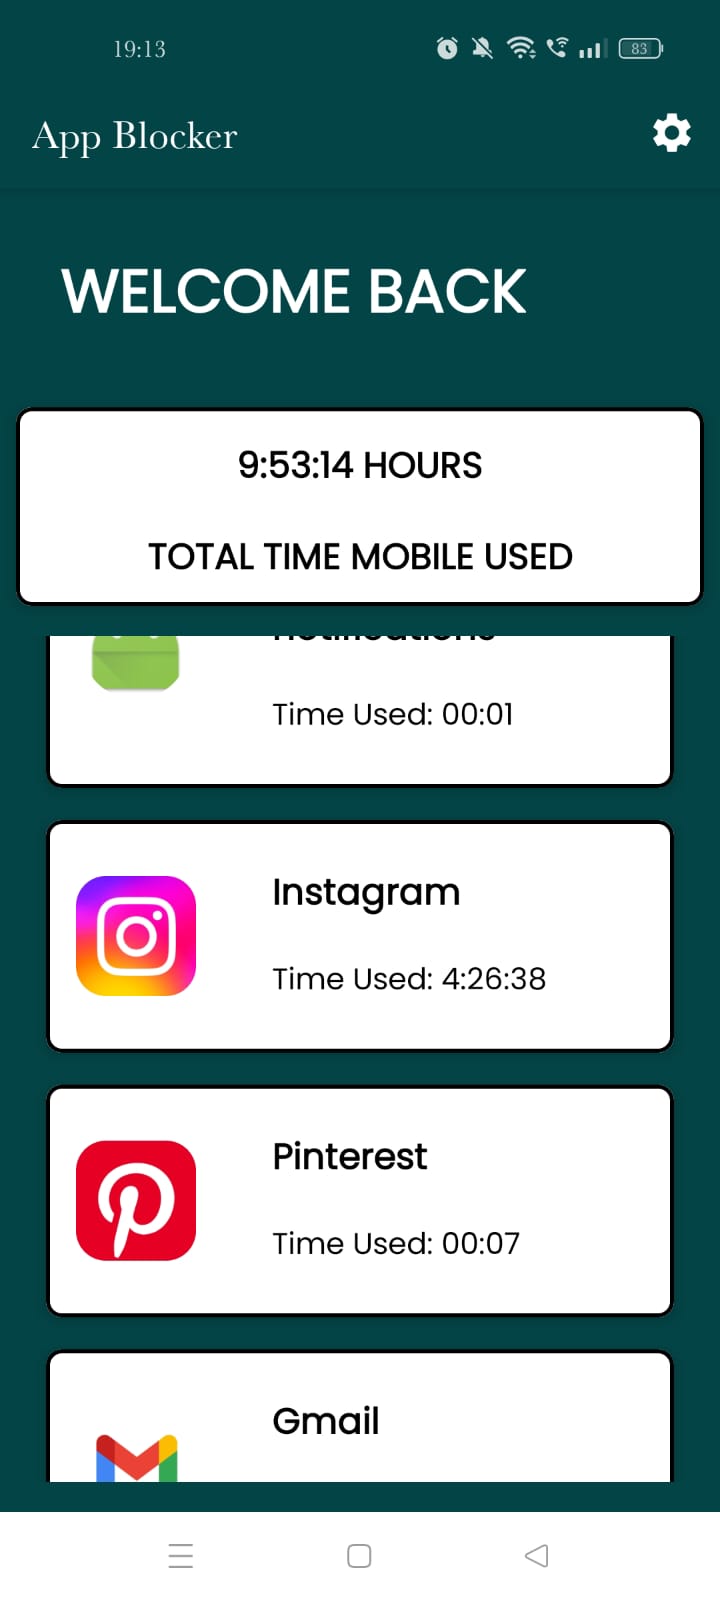 19:13
83
App Blocker
WELCOME BACK
9:53:14 HOURS
TOTAL TIME MOBILE USED
Notifications
Time Used: 00:01
Instagram
Time Used: 4:26:38
Pinterest
Time Used: 00:07
Gmail